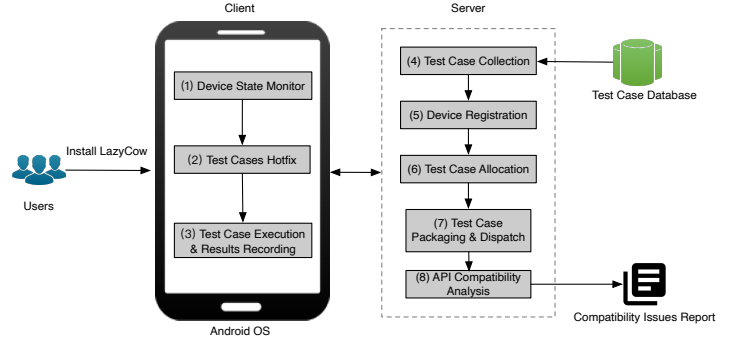 Client
Server
(1) Device State Monitor
(2) Test Cases Hotfix
(3) Test Case Execution
& Results Recording
Android OS
Install LazyCow
Users
(4) Test Case Collection
(5) Device Registration
(6) Test Case Allocation
(7) Test Case
Packaging & Dispatch
(8) API Compatibility
Analysis
Test Case Database
Compatibility Issues Report